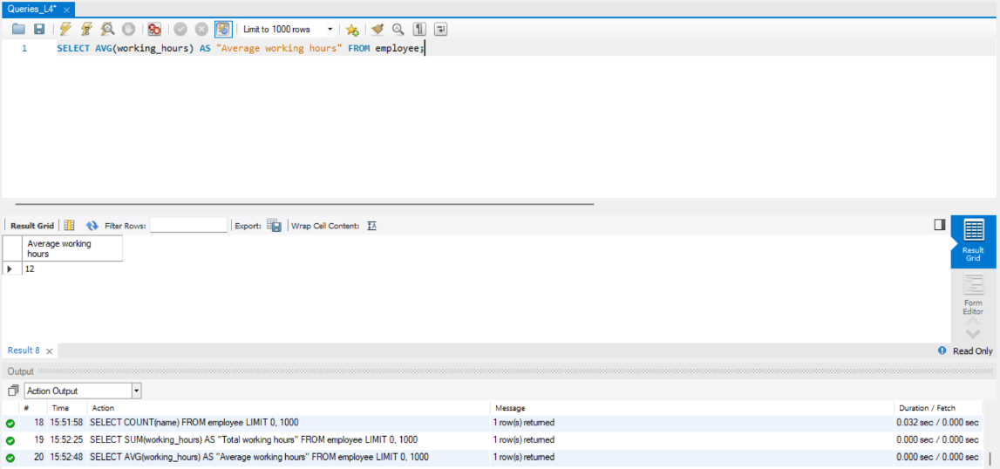 Queries_L4*
Limit to 1000 rows
1 SELECT AVG(working_hours) AS "Average working hours" FROM employee;
Result Grid Filter Rows: Export: Wrap Cell Content:
Average working
hours
12
Result
Grid
Form
Editor
Result 8 Read Only
Output
Action Output
# Time Action Message Duration / Fetch
18 15:51:58 SELECT COUNT(name) FROM employee LIMIT 0, 1000 1 row(s) returned 0.032 sec / 0.000 sec
19 15:52:25 SELECT SUM(working_hours) AS "Total working hours" FROM employee LIMIT 0, 1000 1 row(s) returned 0.000 sec / 0.000 sec
20 15:52:48 SELECT AVG(working_hours) AS "Average working hours" FROM employee LIMIT 0, 1000 1 row(s) returned 0.000 sec / 0.000 sec